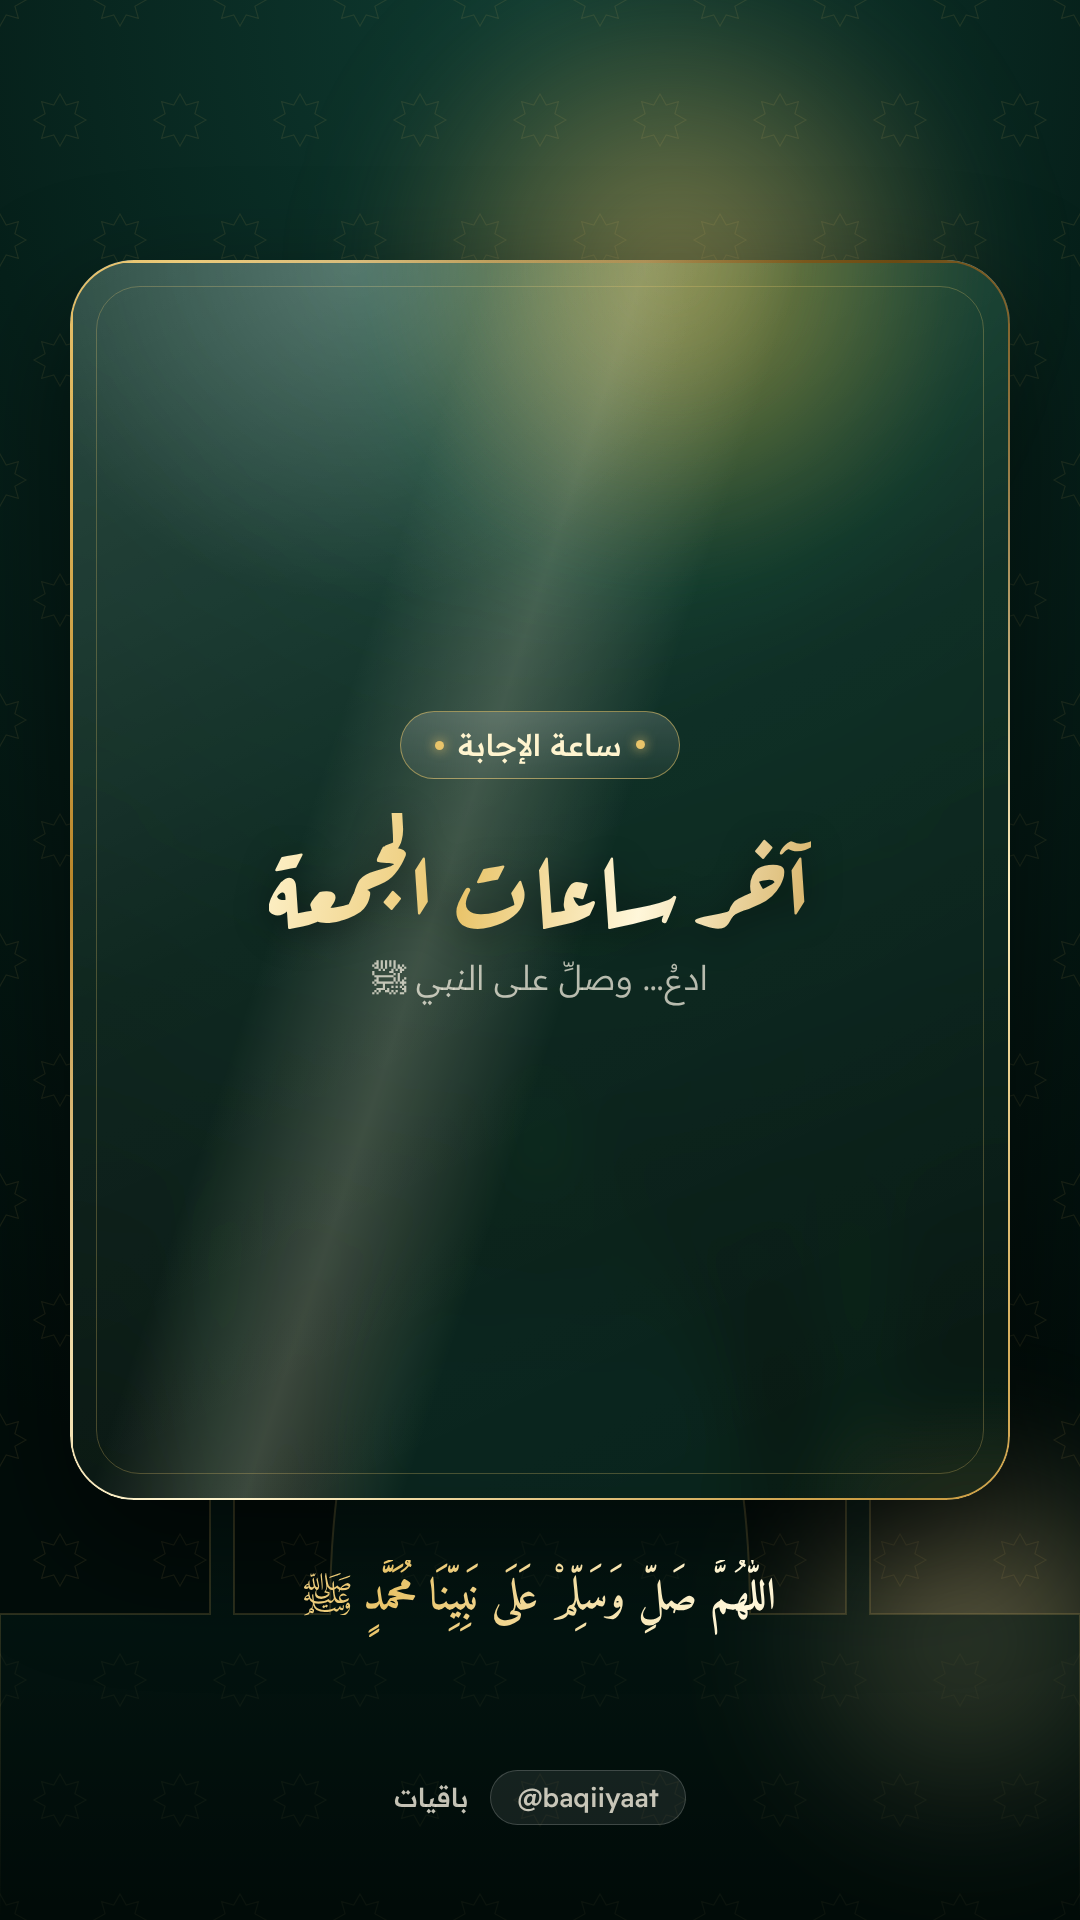 ساعة الإجابة
آخر ساعات الجمعة
ادعُ... وصلِّ على النبي ﷺ
اللَّهُمَّ صَلِّ وَسَلِّمْ عَلَى نَبِيِّنَا مُحَمَّدٍ ﷺ
@baqiiyaat باقيات